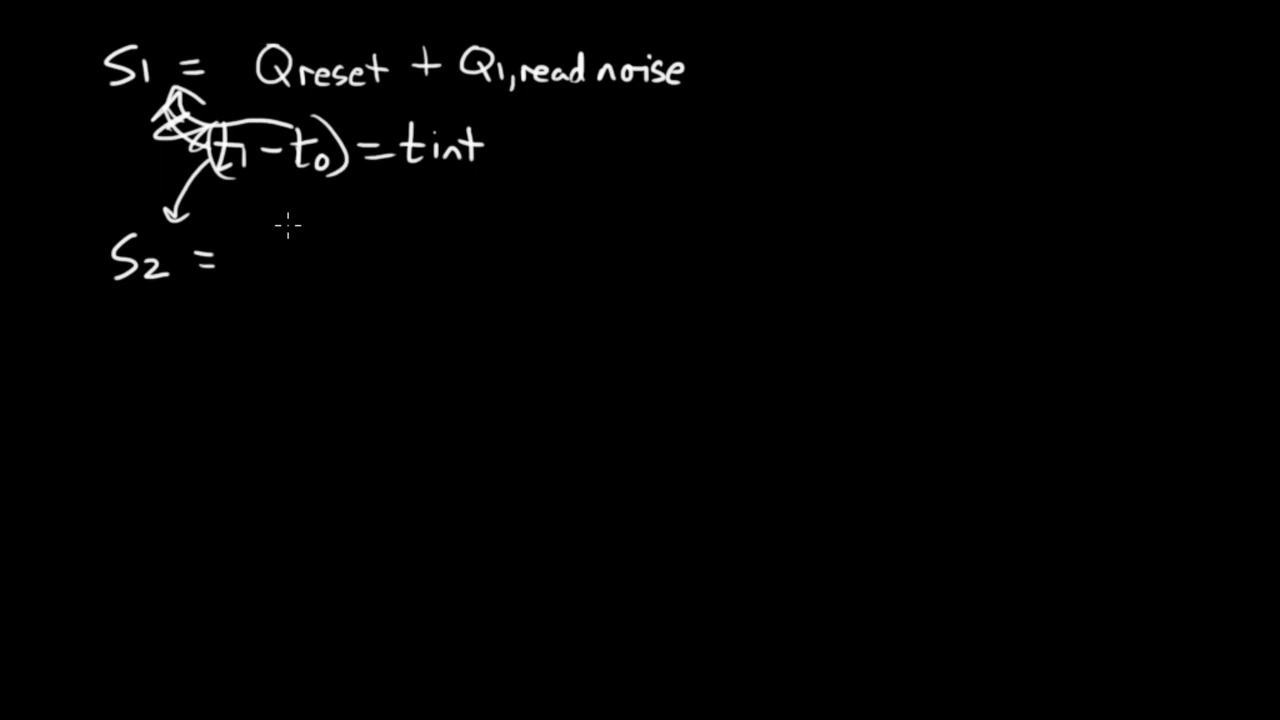 S1 = Qreset + Q1, read noise
(t1 - t0) = tint
S2 =